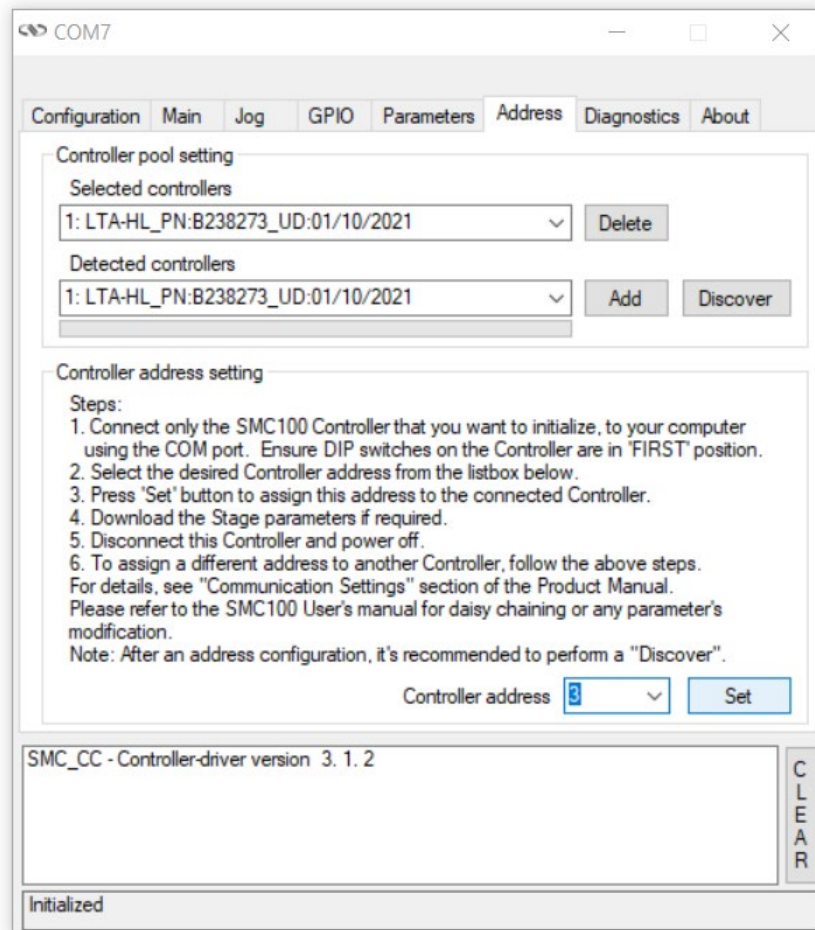 COM7
Configuration Main Jog GPIO Parameters Address Diagnostics About
Controller pool setting
Selected controllers
1: LTA-HL_PN:B238273_UD:01/10/2021
Delete
Detected controllers
1: LTA-HL_PN:B238273_UD:01/10/2021
Add Discover
Controller address setting
Steps:
1. Connect only the SMC100 Controller that you want to initialize, to your computer
using the COM port. Ensure DIP switches on the Controller are in 'FIRST' position.
2. Select the desired Controller address from the listbox below.
3. Press 'Set' button to assign this address to the connected Controller.
4. Download the Stage parameters if required.
5. Disconnect this Controller and power off.
6. To assign a different address to another Controller, follow the above steps.
For details, see "Communication Settings" section of the Product Manual.
Please refer to the SMC100 User's manual for daisy chaining or any parameter's
modification.
Note: After an address configuration, it's recommended to perform a "Discover".
Controller address 3 Set
SMC_CC - Controller-driver version 3. 1. 2
CLEAR
Initialized